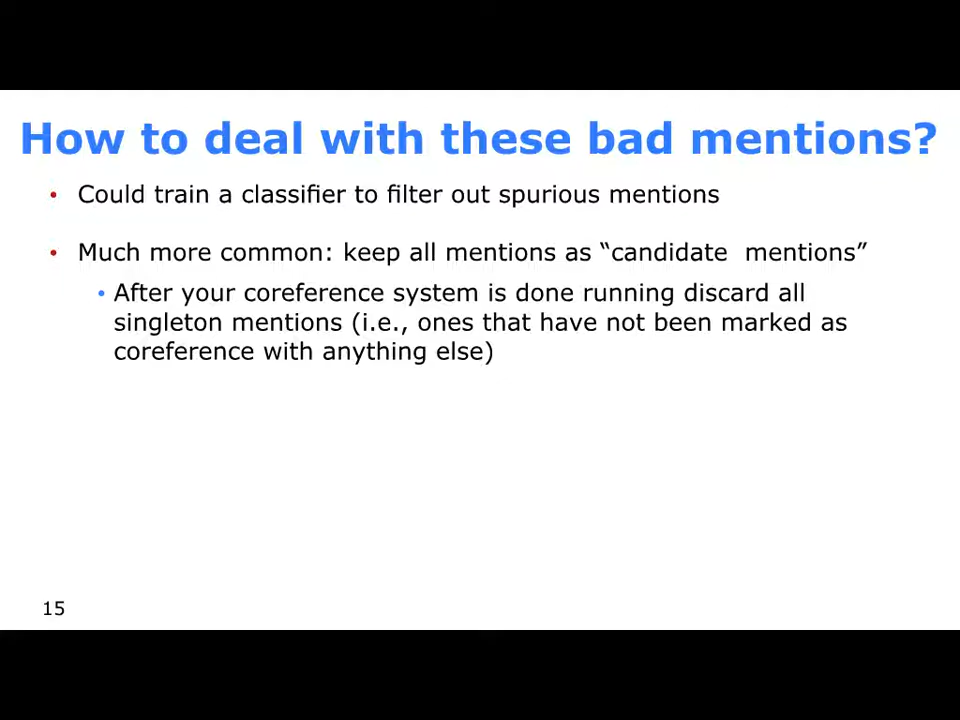 How to deal with these bad mentions?
• Could train a classifier to filter out spurious mentions
• Much more common: keep all mentions as “candidate  mentions”
• After your coreference system is done running discard all
singleton mentions (i.e., ones that have not been marked as
coreference with anything else)
15